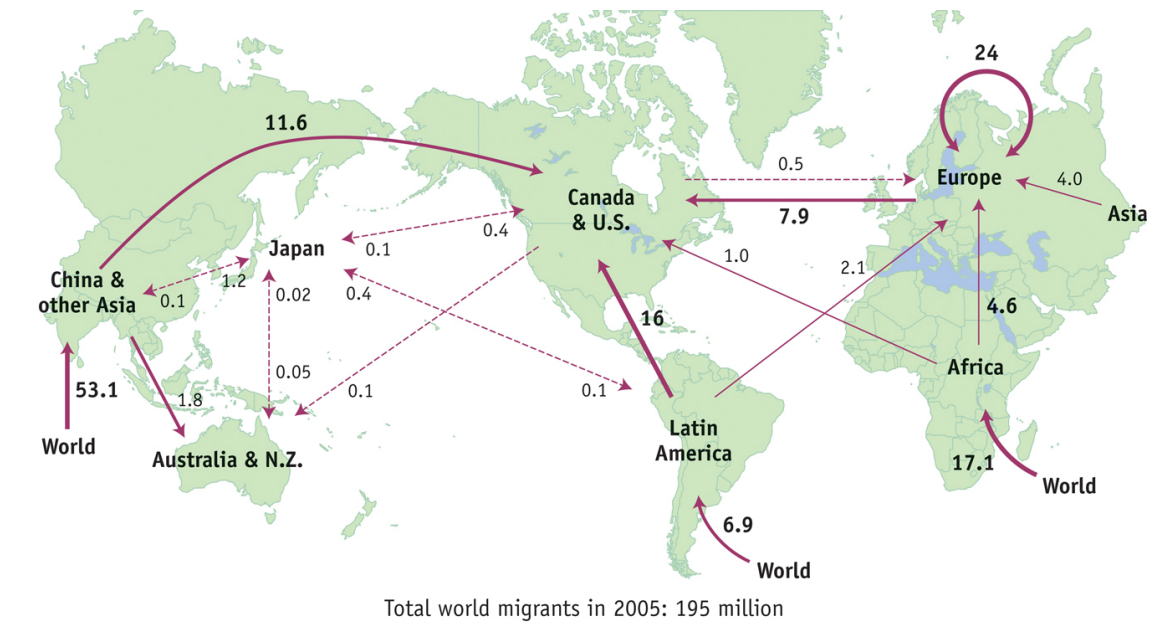 24
11.6
0.5
4.0
Europe
Canada
& U.S.
7.9
Asia
0.4
Japan
0.1
1.0
2.1
China &
other Asia
1.2
0.1
0.02
0.4
16
4.6
0.05
Africa
53.1
1.8
0.1
0.1
World
Australia & N.Z.
Latin
America
17.1
World
6.9
World
Total world migrants in 2005: 195 million